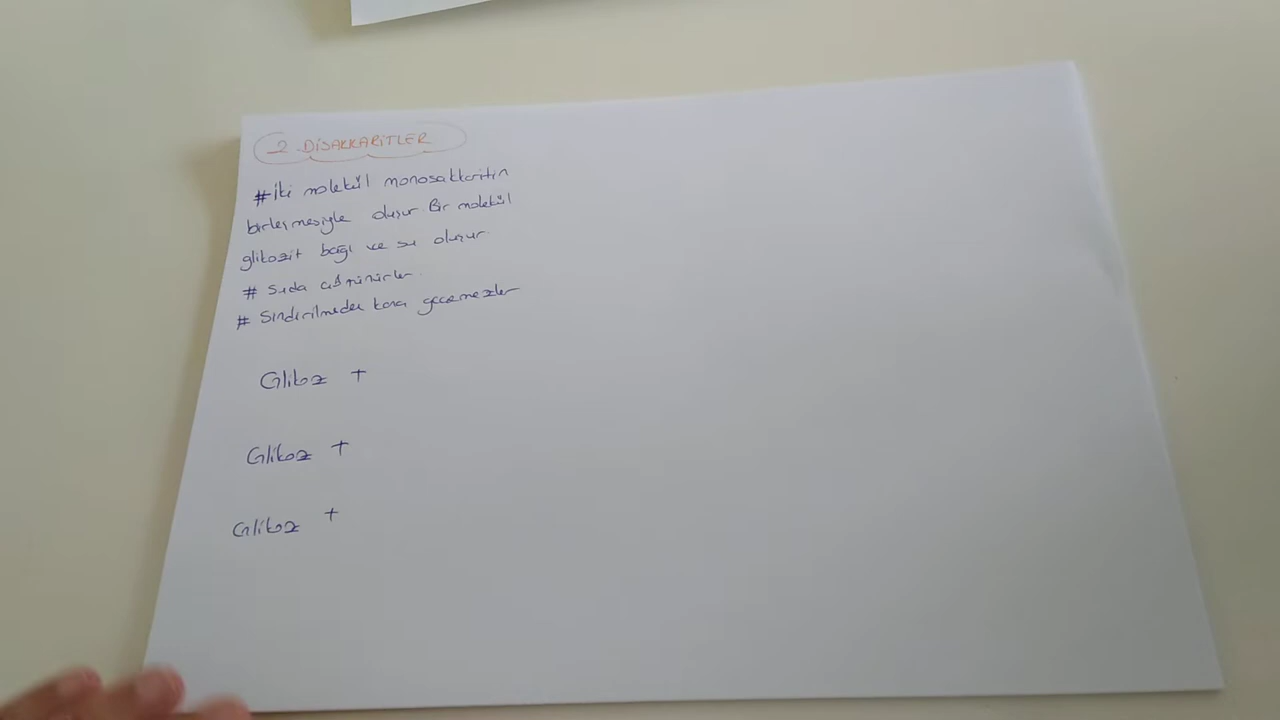 2. DİSAKKARİTLER
# İki molekül monosakkaritin
birleşmesiyle oluşur. Bir molekül
glikozit bağı ve su oluşur.
# Suda çözünürler.
# Sindirilmeden kana geçemezler
Glikoz +
Glikoz +
Glikoz +